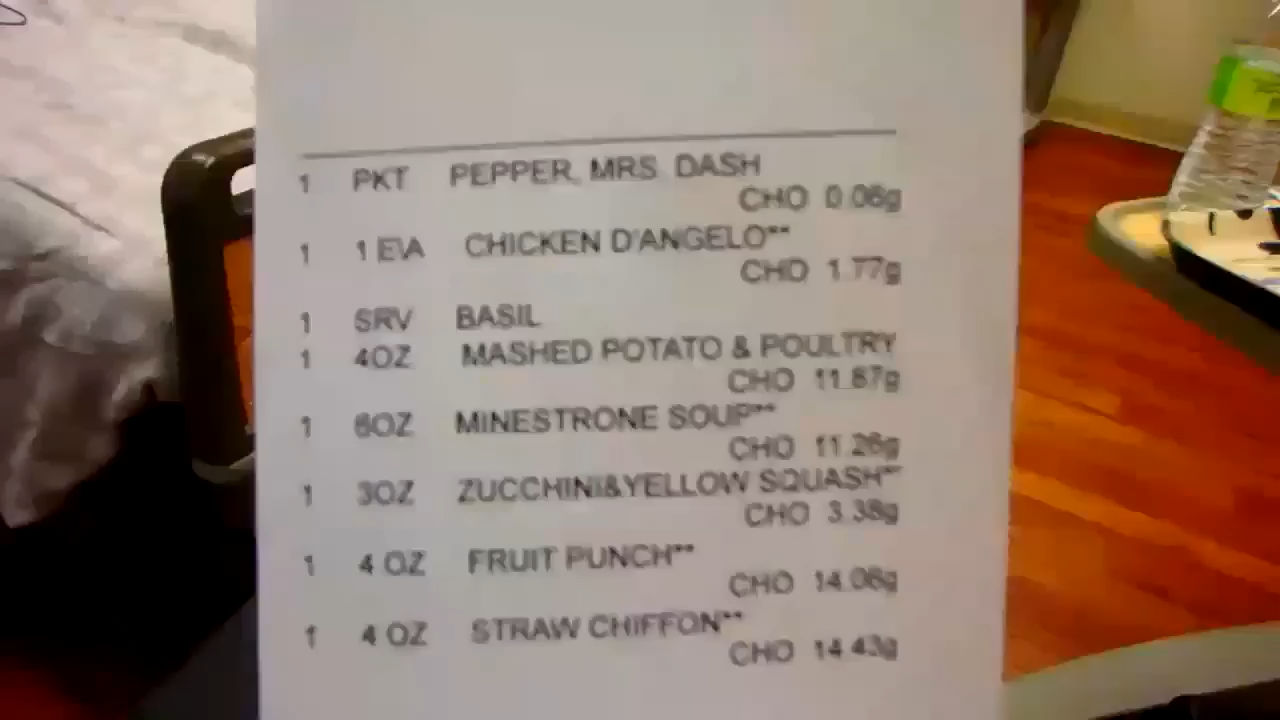 1 PKT PEPPER, MRS. DASH
CHO 0.06g
1 1 EA CHICKEN D'ANGELO**
CHO 1.77g
1 SRV BASIL
1 4OZ MASHED POTATO & POULTRY
CHO 11.67g
1 6OZ MINESTRONE SOUP**
CHO 11.26g
1 3OZ ZUCCHINI&YELLOW SQUASH**
CHO 3.38g
1 4 OZ FRUIT PUNCH**
CHO 14.06g
1 4 OZ STRAW CHIFFON**
CHO 14.43g